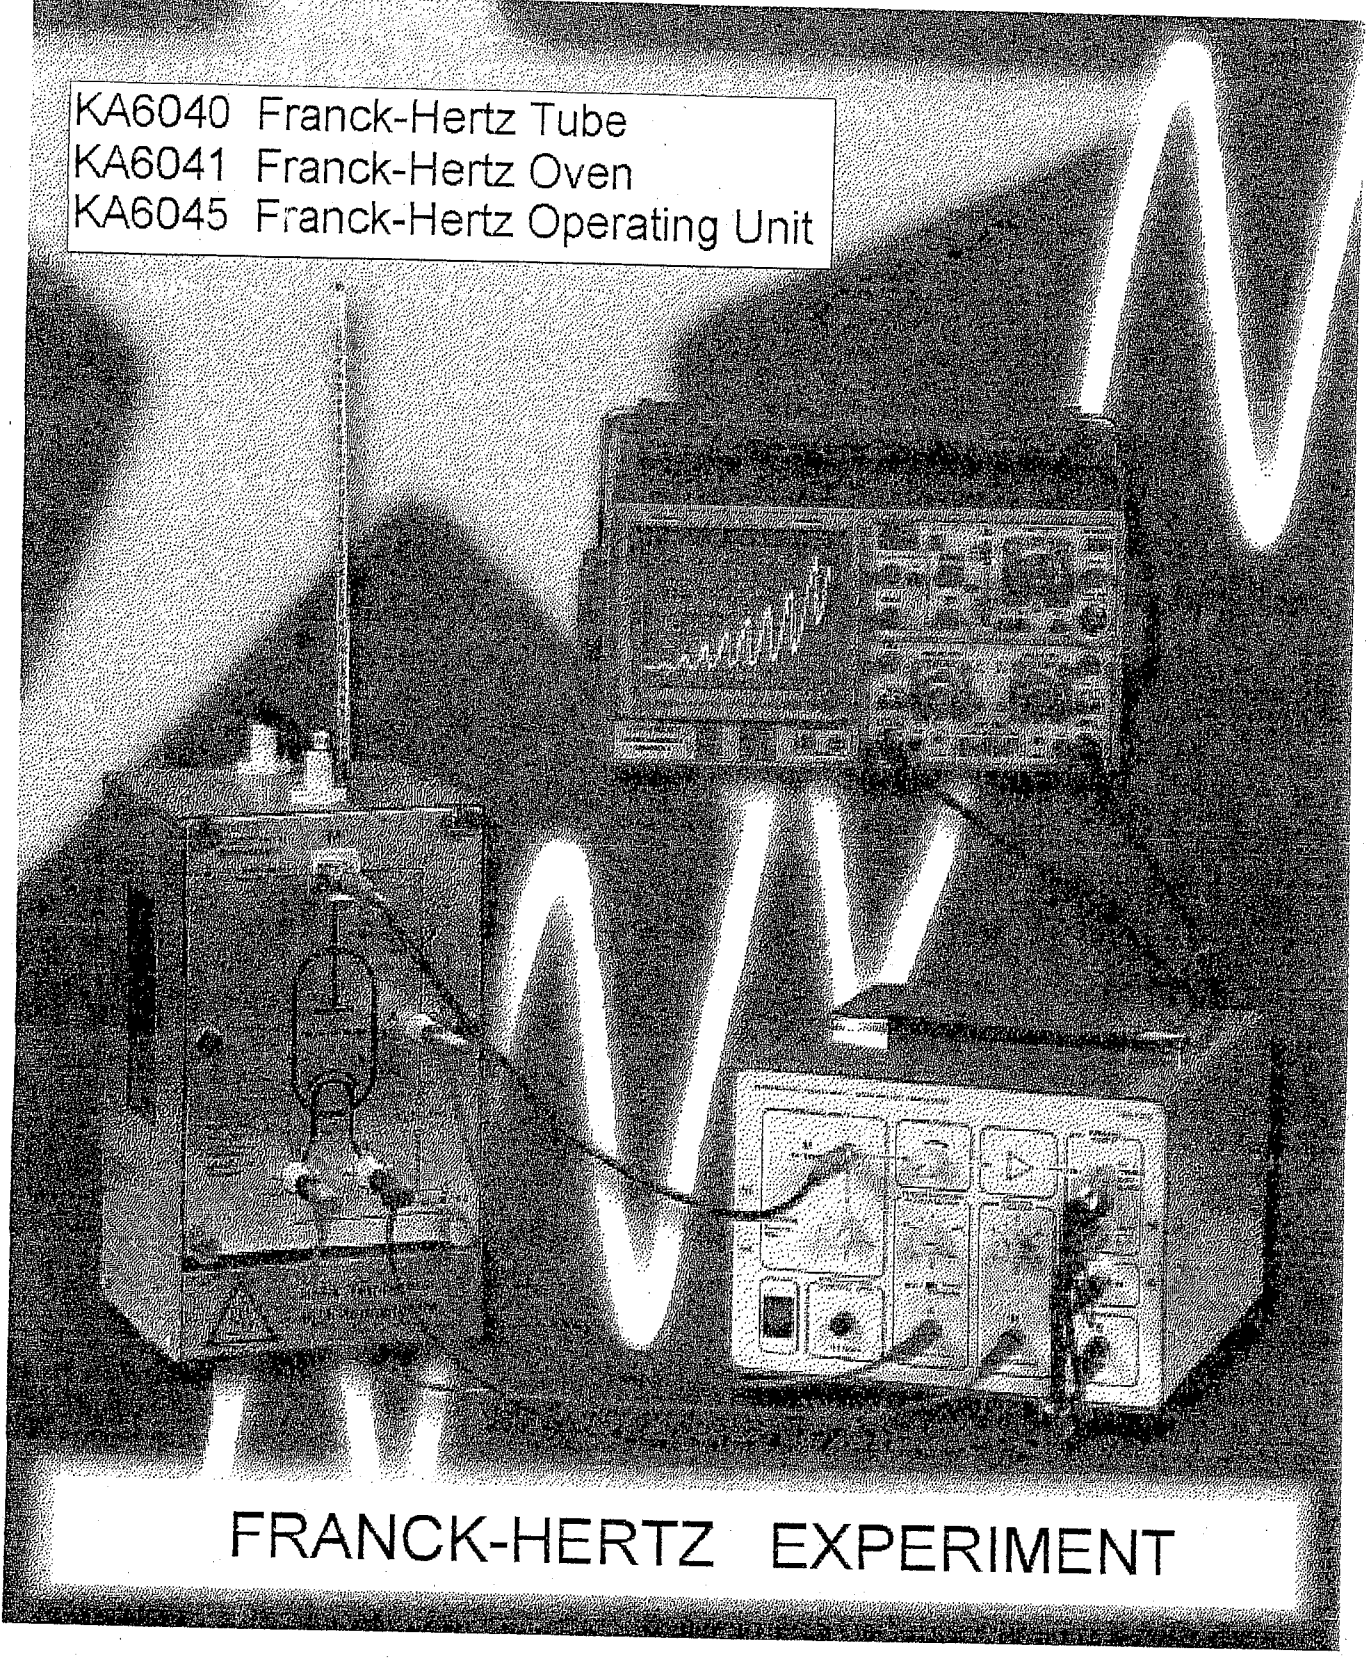 KA6040 Franck-Hertz Tube
KA6041 Franck-Hertz Oven
KA6045 Franck-Hertz Operating Unit
FRANCK-HERTZ EXPERIMENT